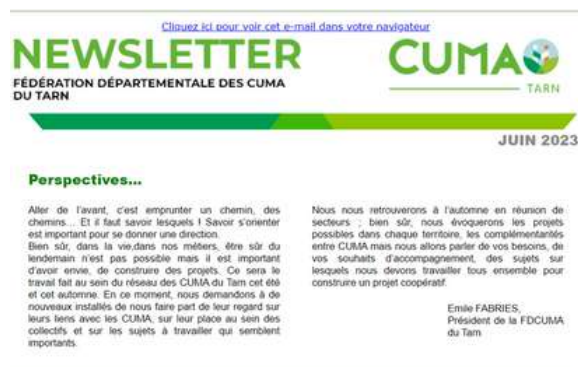 Cliquez ici pour voir cet e-mail dans votre navigateur
NEWSLETTER
FÉDÉRATION DÉPARTEMENTALE DES CUMA
DU TARN
CUMA
TARN
JUIN 2023
Perspectives...
Aller de l'avant, c'est emprunter un chemin, des
chemins... Et il faut savoir lesquels ! Savoir s'orienter
est important pour se donner une direction.
Bien sûr, dans la vie,dans nos métiers, être sûr du
lendemain n'est pas possible mais il est important
d'avoir envie, de construire des projets. Ce sera le
travail fait au sein du réseau des CUMA du Tarn cet été
et cet automne. En ce moment, nous demandons à de
nouveaux installés de nous faire part de leur regard sur
leurs liens avec les CUMA, sur leur place au sein des
collectifs et sur les sujets à travailler qui semblent
importants.
Nous nous retrouverons à l'automne en réunion de
secteurs ; bien sûr, nous évoquerons les projets
possibles dans chaque territoire, les complémentarités
entre CUMA mais nous allons parler de vos besoins, de
vos souhaits d'accompagnement, des sujets sur
lesquels nous devons travailler tous ensemble pour
construire un projet coopératif.
Emile FABRIES,
Président de la FDCUMA
du Tarn